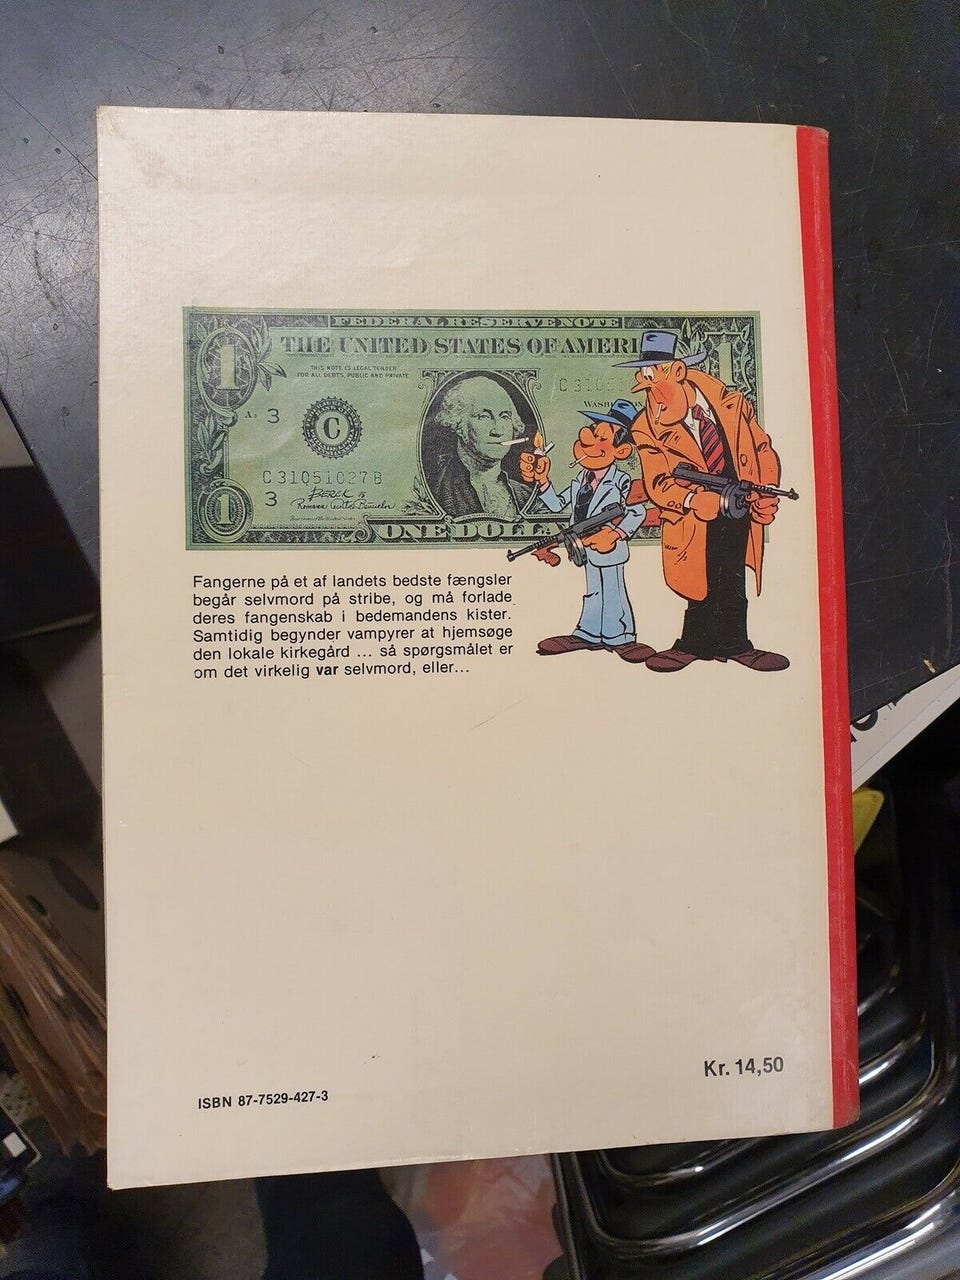 FEDERAL RESERVE NOTE
THE UNITED STATES OF AMERI
1
1
THIS NOTE IS LEGAL TENDER
FOR ALL DEBTS, PUBLIC AND PRIVATE
C 3105
WASHINGTON
3
C
C 31051027 B
3
BERCK
1
ONE DOLLA
Fangerne på et af landets bedste fængsler
begår selvmord på stribe, og må forlade
deres fangenskab i bedemandens kister.
Samtidig begynder vampyrer at hjemsøge
den lokale kirkegård ... så spørgsmålet er
om det virkelig var selvmord, eller...
Kr. 14,50
ISBN 87-7529-427-3